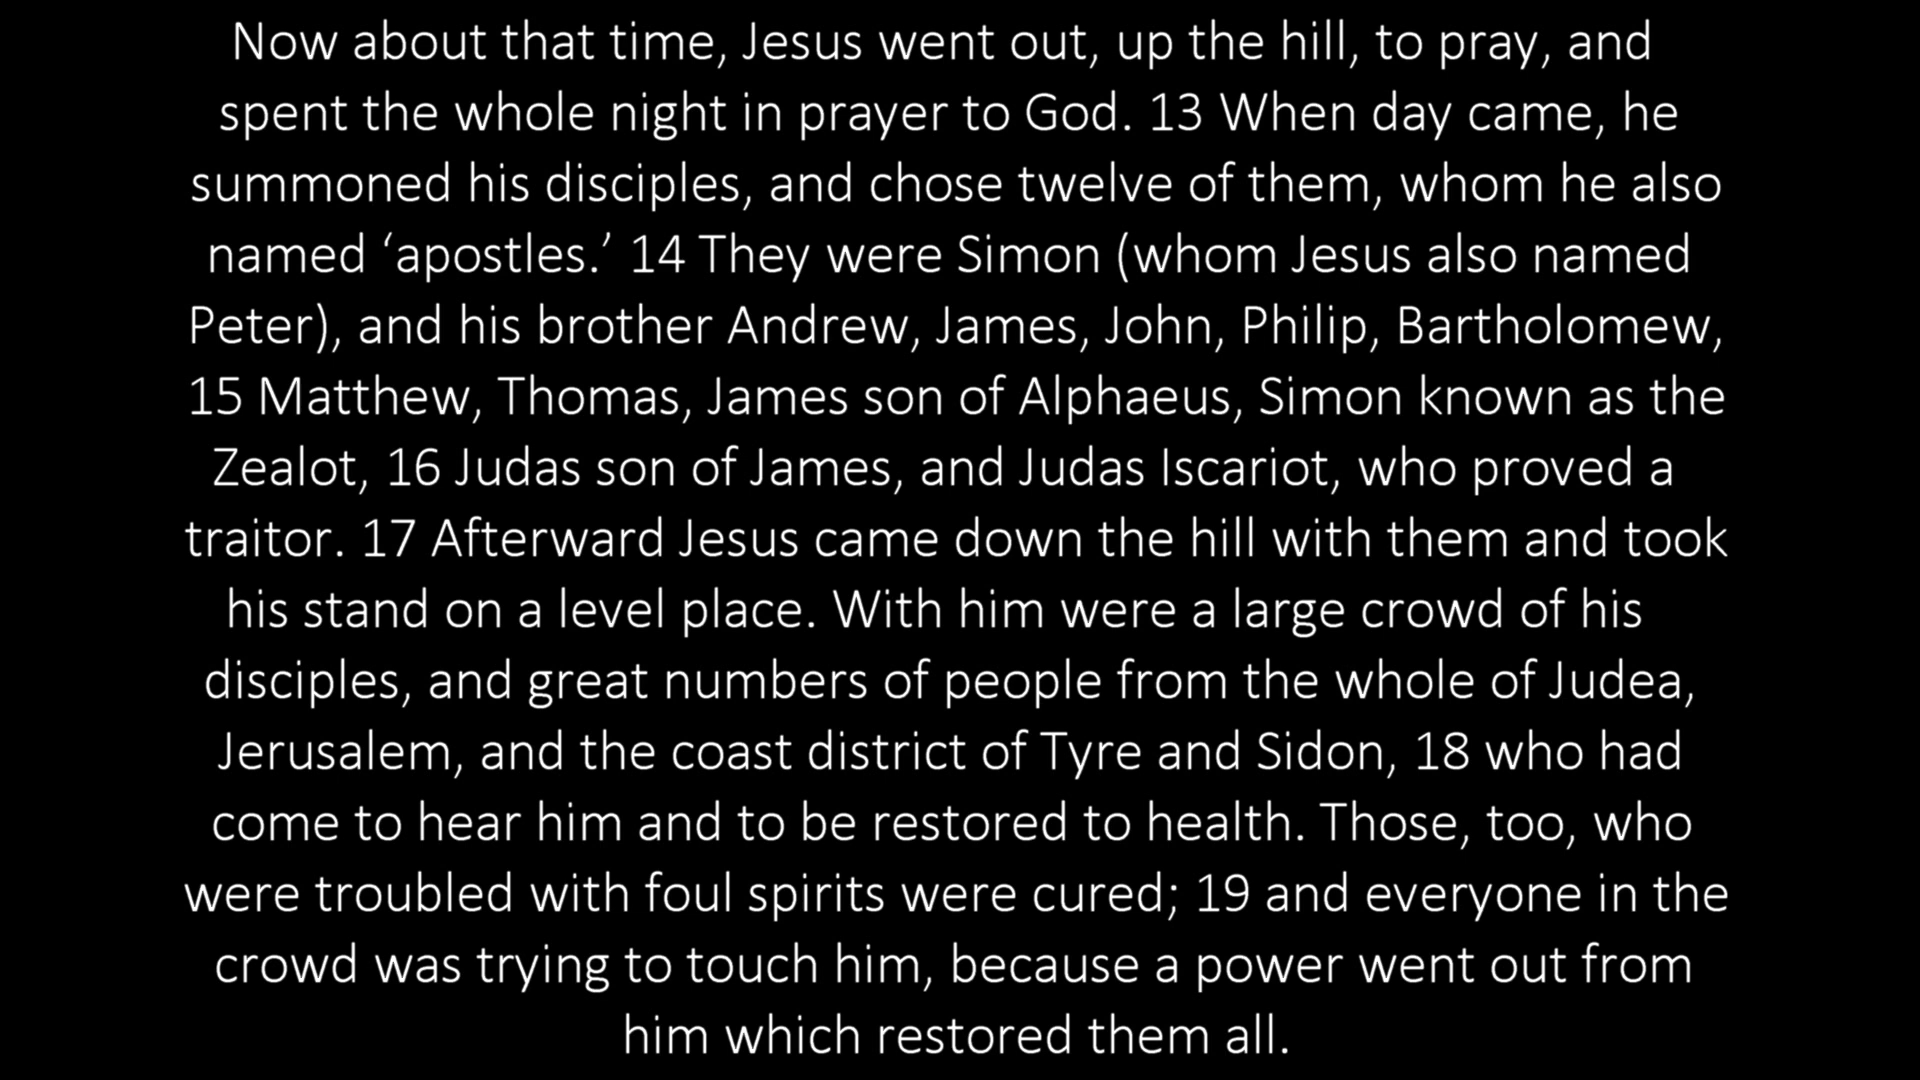 Now about that time, Jesus went out, up the hill, to pray, and
spent the whole night in prayer to God. 13 When day came, he
summoned his disciples, and chose twelve of them, whom he also
named ‘apostles.’ 14 They were Simon (whom Jesus also named
Peter), and his brother Andrew, James, John, Philip, Bartholomew,
15 Matthew, Thomas, James son of Alphaeus, Simon known as the
Zealot, 16 Judas son of James, and Judas Iscariot, who proved a
traitor. 17 Afterward Jesus came down the hill with them and took
his stand on a level place. With him were a large crowd of his
disciples, and great numbers of people from the whole of Judea,
Jerusalem, and the coast district of Tyre and Sidon, 18 who had
come to hear him and to be restored to health. Those, too, who
were troubled with foul spirits were cured; 19 and everyone in the
crowd was trying to touch him, because a power went out from
him which restored them all.